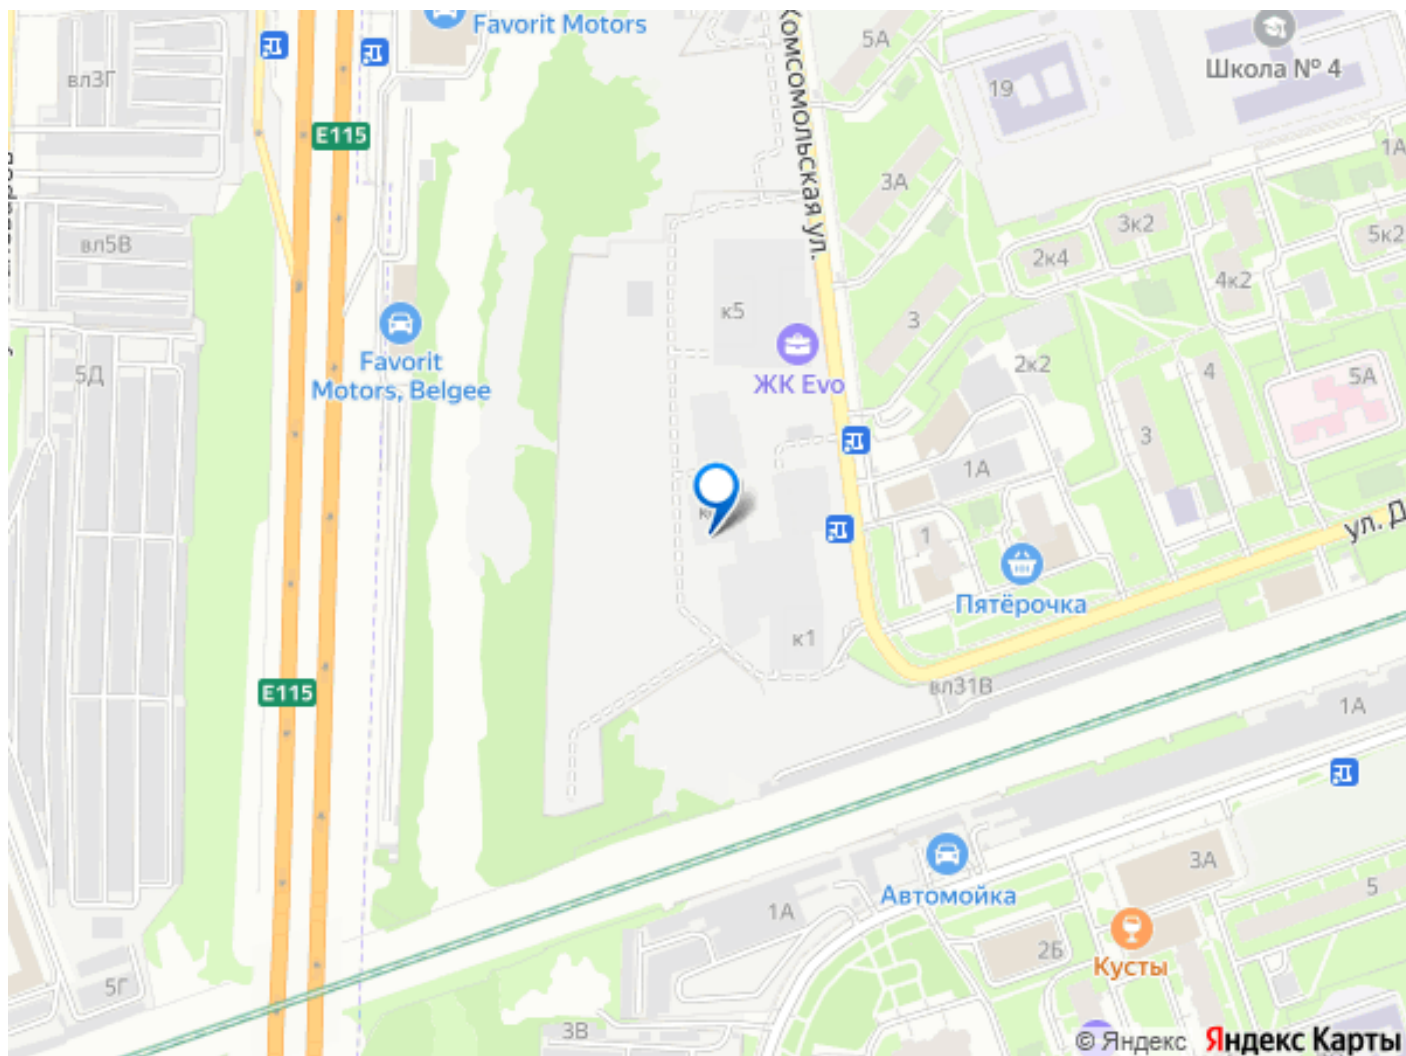 Favorit Motors
вл3Г
5А
Школа № 4
19
E115
Комсомольская ул.
1А
3А
3к2
5к2
вл5В
2к4
4к2
к5
3
Favorit
Motors, Belgee
ЖК Evo
2к2
5Д
4
5А
3
1А
1
ул. Д
Пятёрочка
к1
E115
вл31В
1А
3А
Автомойка
5
1А
2Б
Кусты
5Г
3В
© Яндекс Яндекс Карты